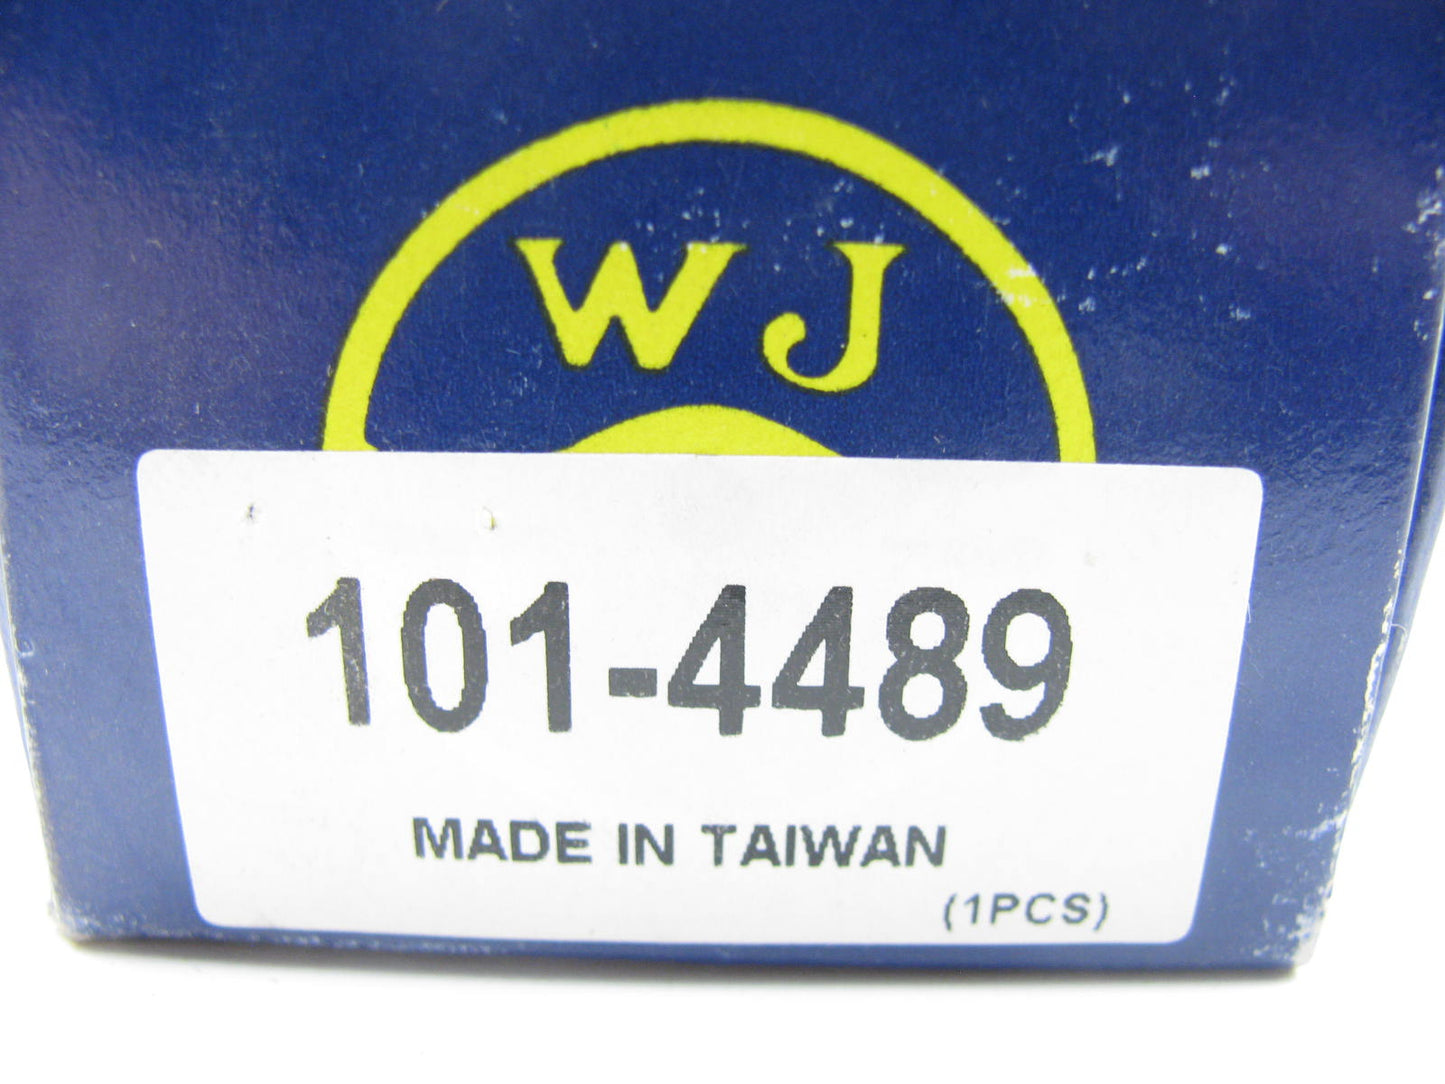 WJ
101-4489
MADE IN TAIWAN
(1PCS)